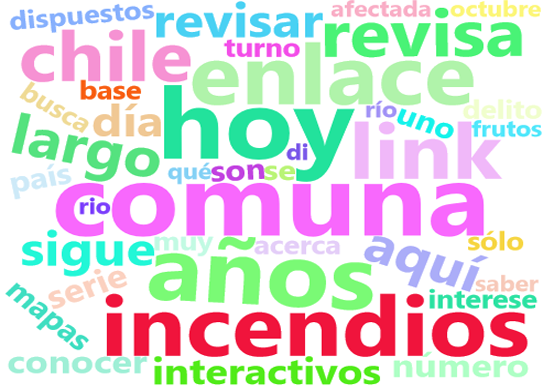 dispuestos revisar afectada octubre
chile turno revisa
base enlace
busca día hoy río uno delito
largo di link frutos
país qué son se
rio comuna
sigue muy acerca aquí sólo
serie años saber
mapas incendios interese
conocer interactivos número